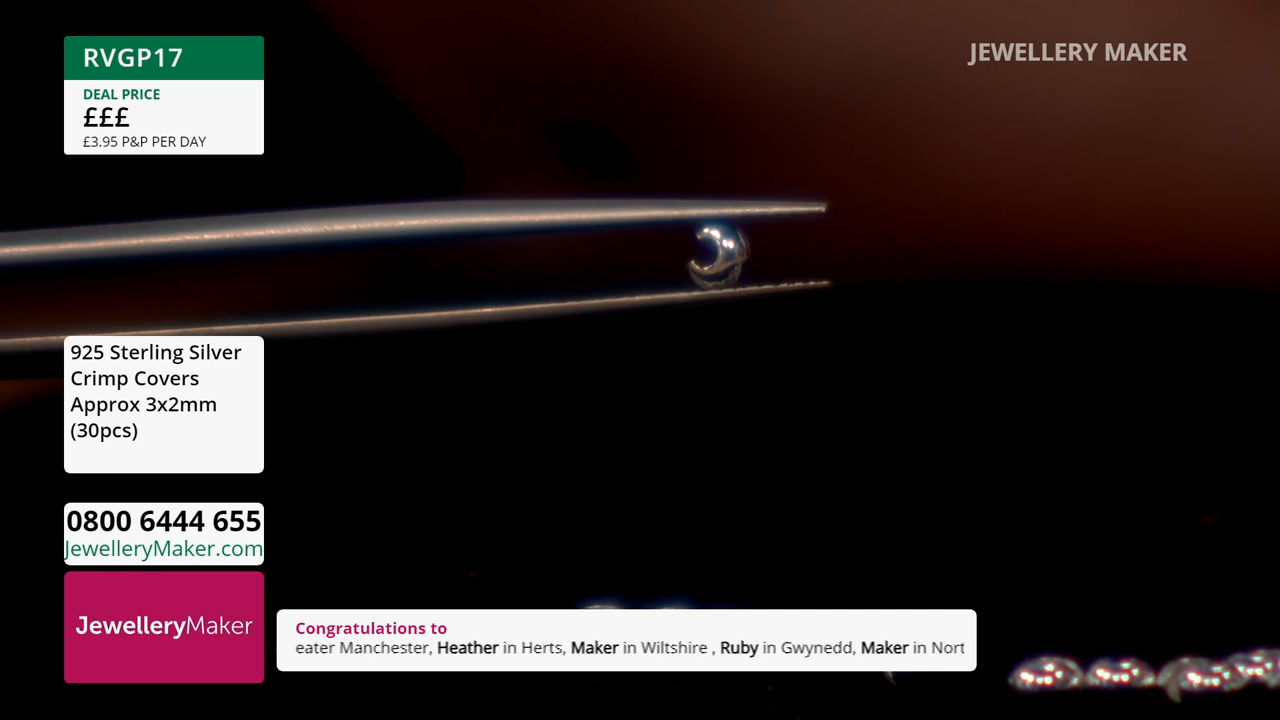 RVGP17
DEAL PRICE
£££
£3.95 P&P PER DAY
JEWELLERY MAKER
925 Sterling Silver
Crimp Covers
Approx 3x2mm
(30pcs)
0800 6444 655
JewelleryMaker.com
JewelleryMaker
Congratulations to
eater Manchester, Heather in Herts, Maker in Wiltshire , Ruby in Gwynedd, Maker in Nort